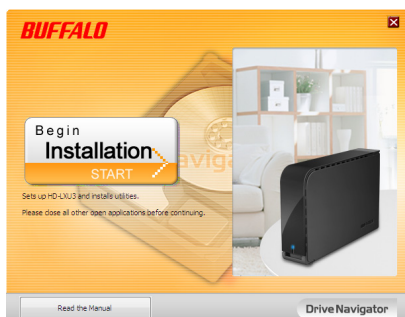 BUFFALO
Begin
Installation
START
Sets up HD-LXU3 and installs utilities.
Please close all other open applications before continuing.
Read the Manual
DriveNavigator